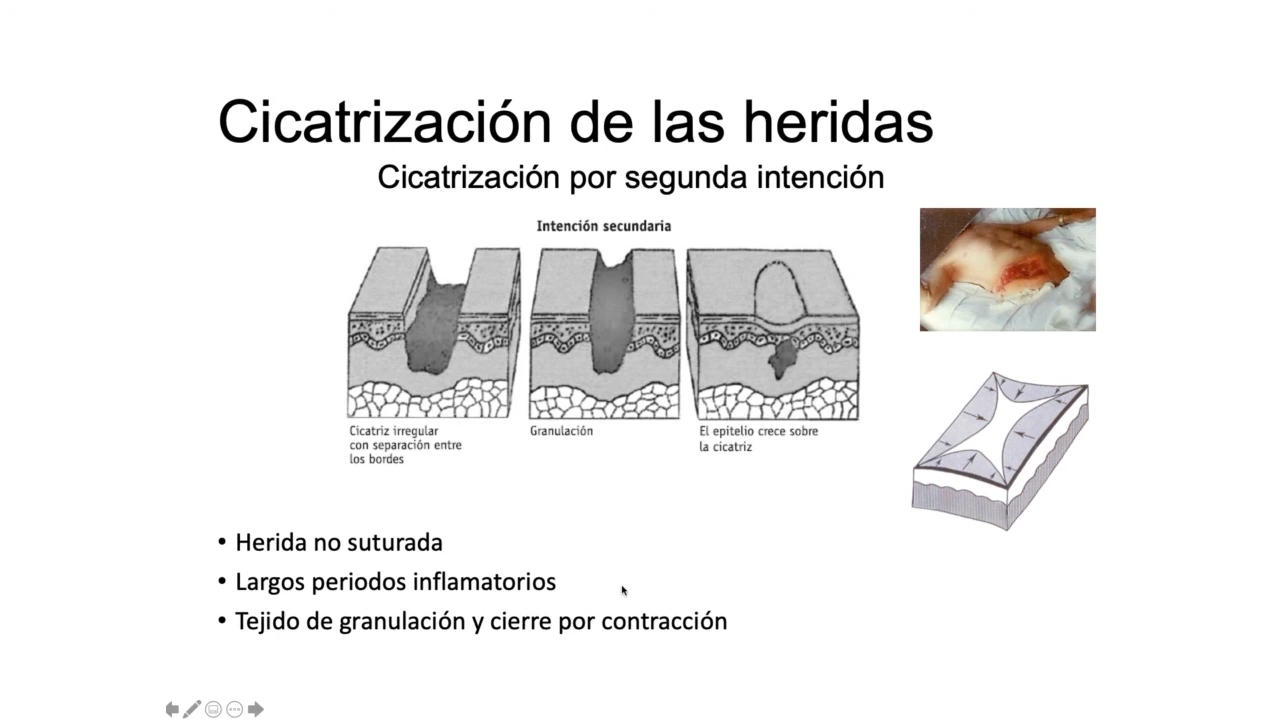 Cicatrización de las heridas
Cicatrización por segunda intención
Intención secundaria
Cicatriz irregular
con separación entre
los bordes
Granulación
El epitelio crece sobre
la cicatriz
• Herida no suturada
• Largos periodos inflamatorios
• Tejido de granulación y cierre por contracción